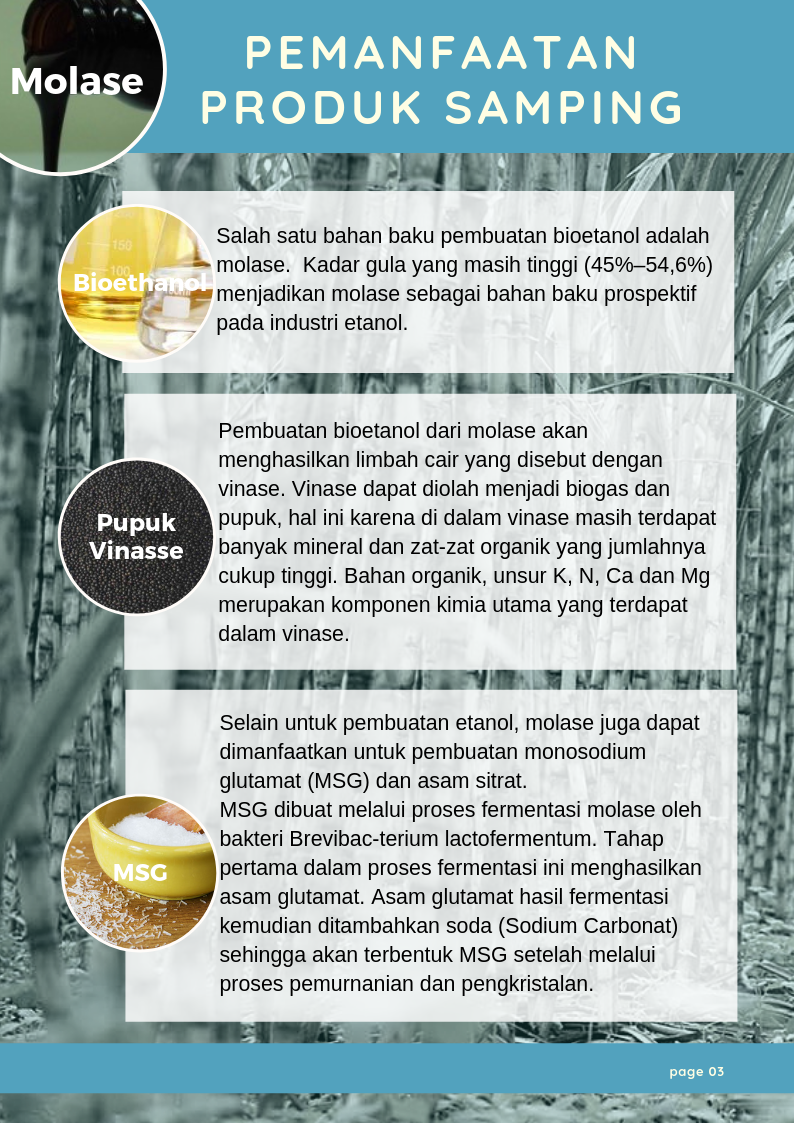 Molase
PEMANFAATAN
PRODUK SAMPING
150
100
Bioethanol
Salah satu bahan baku pembuatan bioetanol adalah
molase.  Kadar gula yang masih tinggi (45%–54,6%)
menjadikan molase sebagai bahan baku prospektif
pada industri etanol.
Pupuk
Vinasse
Pembuatan bioetanol dari molase akan
menghasilkan limbah cair yang disebut dengan
vinase. Vinase dapat diolah menjadi biogas dan
pupuk, hal ini karena di dalam vinase masih terdapat
banyak mineral dan zat-zat organik yang jumlahnya
cukup tinggi. Bahan organik, unsur K, N, Ca dan Mg
merupakan komponen kimia utama yang terdapat
dalam vinase.
MSG
Selain untuk pembuatan etanol, molase juga dapat
dimanfaatkan untuk pembuatan monosodium
glutamat (MSG) dan asam sitrat.
MSG dibuat melalui proses fermentasi molase oleh
bakteri Brevibac-terium lactofermentum. Tahap
pertama dalam proses fermentasi ini menghasilkan
asam glutamat. Asam glutamat hasil fermentasi
kemudian ditambahkan soda (Sodium Carbonat)
sehingga akan terbentuk MSG setelah melalui
proses pemurnanian dan pengkristalan.
page 03